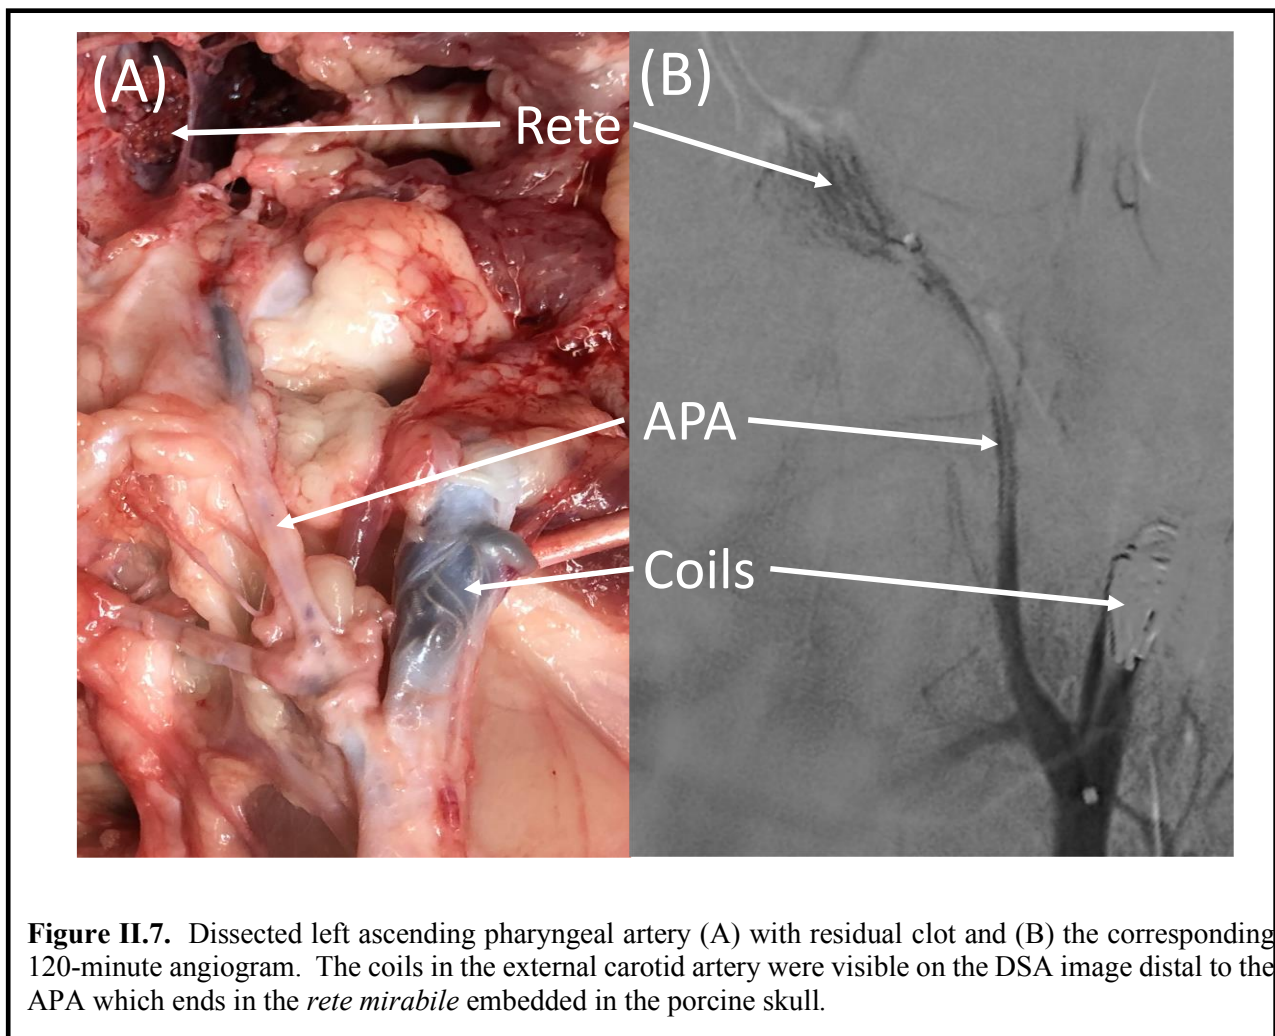 (A)
(B)
Rete
APA
Coils
Figure II.7. Dissected left ascending pharyngeal artery (A) with residual clot and (B) the corresponding
120-minute angiogram. The coils in the external carotid artery were visible on the DSA image distal to the
APA which ends in the rete mirabile embedded in the porcine skull.